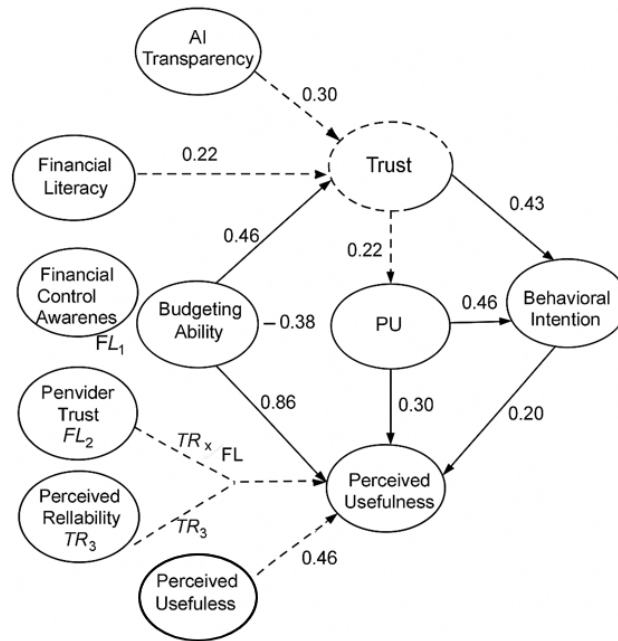 AI
Transparency
0.30
Financial
Literacy
0.22
Trust
0.46
0.43
0.22
Financial
Control
Awarenes
FL1
Budgeting
Ability
– 0.38
PU
0.46
Behavioral
Intention
0.86
0.30
0.20
Penvider
Trust
FL2
TR x FL
Perceived
Rellability
TR3
TR3
Perceived
Usefulness
Perceived
Usefuless
0.46